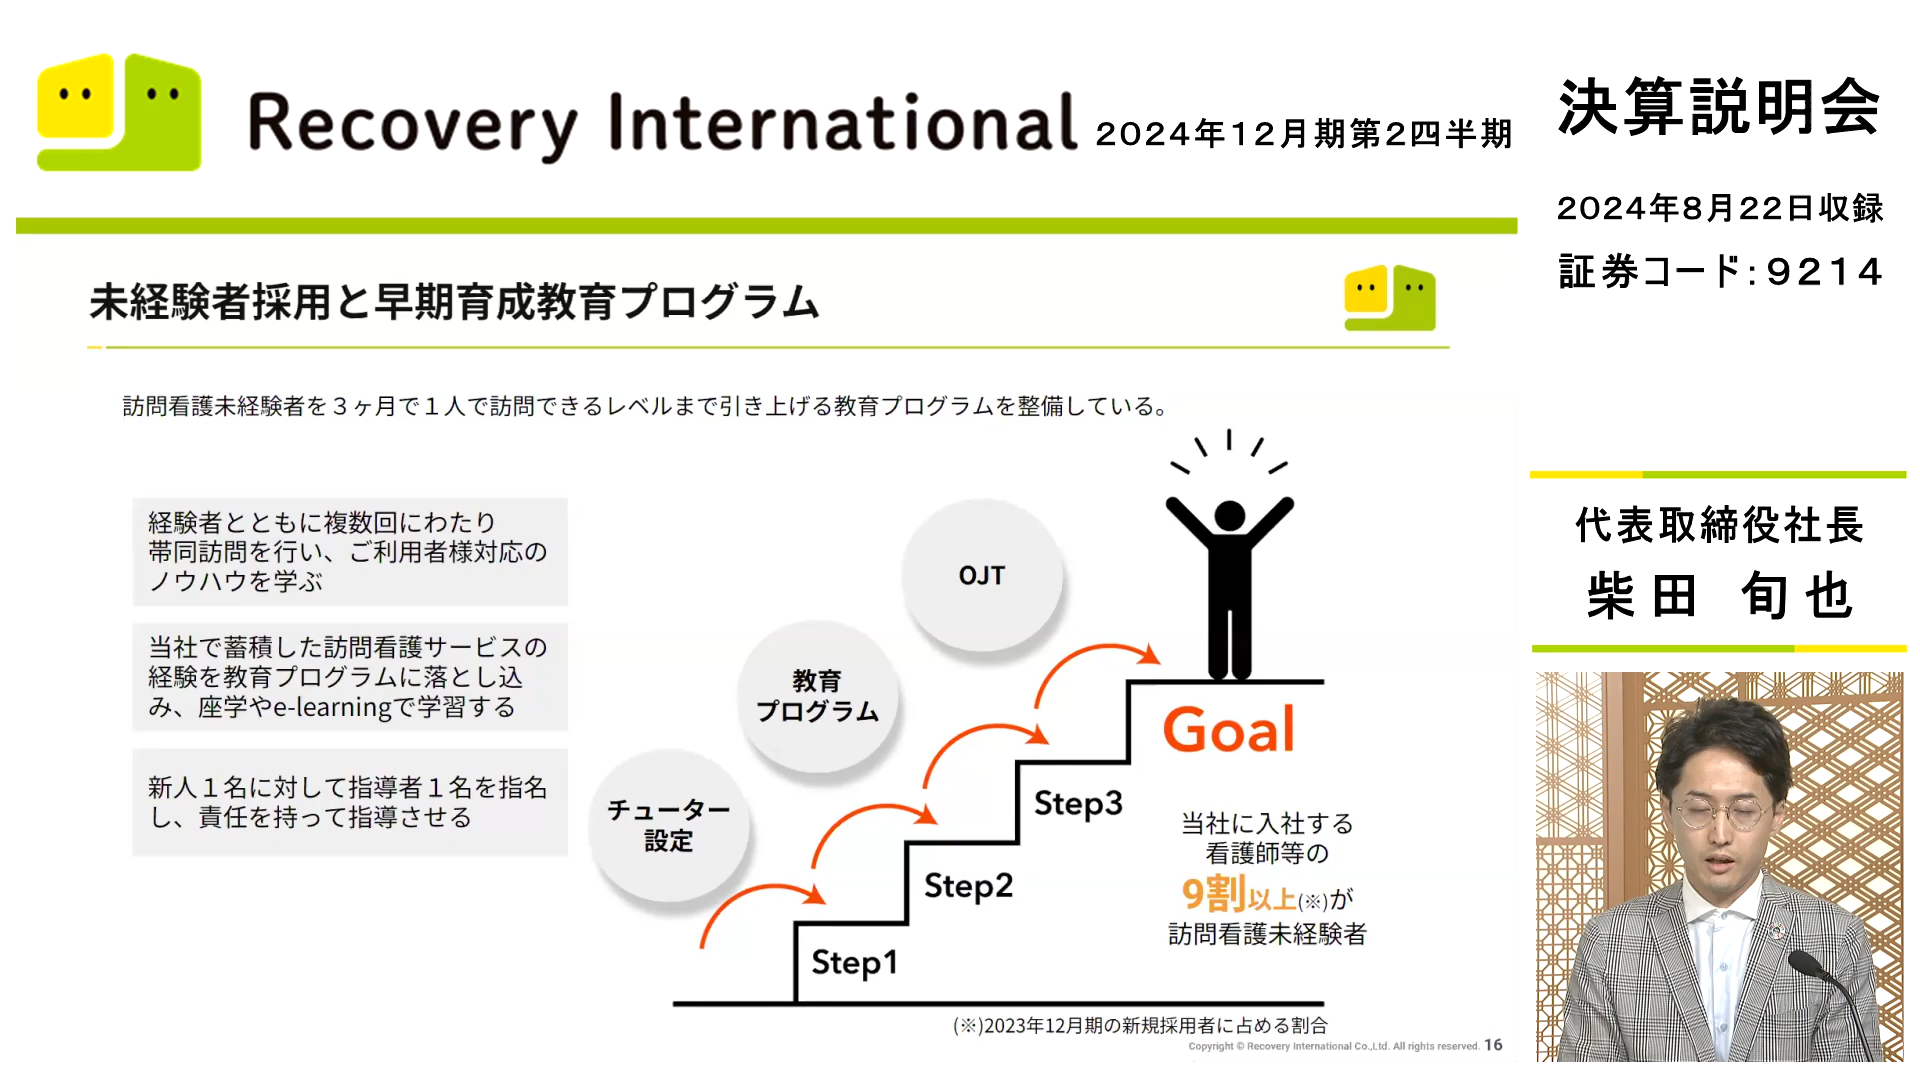 Recovery International 2024年12月期第2四半期
決算説明会
2024年8月22日収録
証券コード:9214
未経験者採用と早期育成教育プログラム
訪問看護未経験者を３ヶ月で１人で訪問できるレベルまで引き上げる教育プログラムを整備している。
経験者とともに複数回にわたり
帯同訪問を行い、ご利用者様対応の
ノウハウを学ぶ
当社で蓄積した訪問看護サービスの
経験を教育プログラムに落とし込
み、座学やe-learningで学習する
新人１名に対して指導者１名を指名
し、責任を持って指導させる
OJT
教育
プログラム
チューター
設定
Goal
Step3
Step2
Step1
当社に入社する
看護師等の
9割以上(※)が
訪問看護未経験者
(※)2023年12月期の新規採用者に占める割合
Copyright © Recovery International Co.,Ltd. All rights reserved. 16
代表取締役社長
柴田 旬也